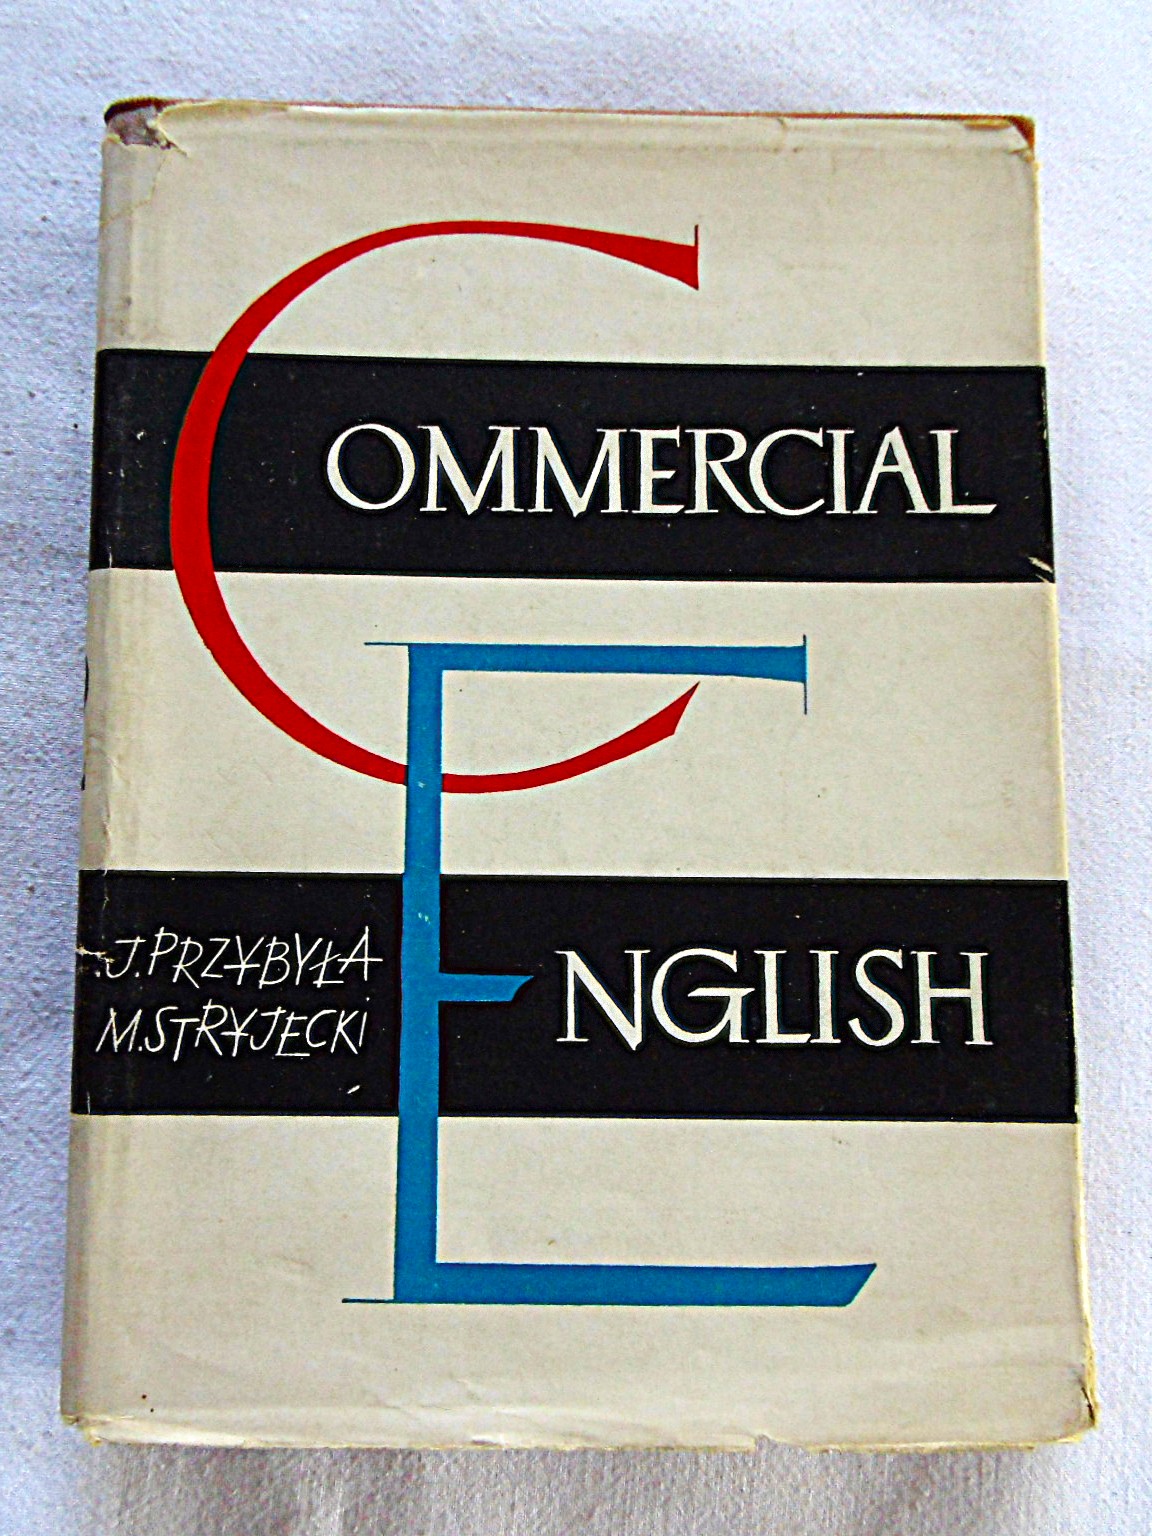 COMMERCIAL
ENGLISH
J. PRZYBYŁA
M. STRYJECKI